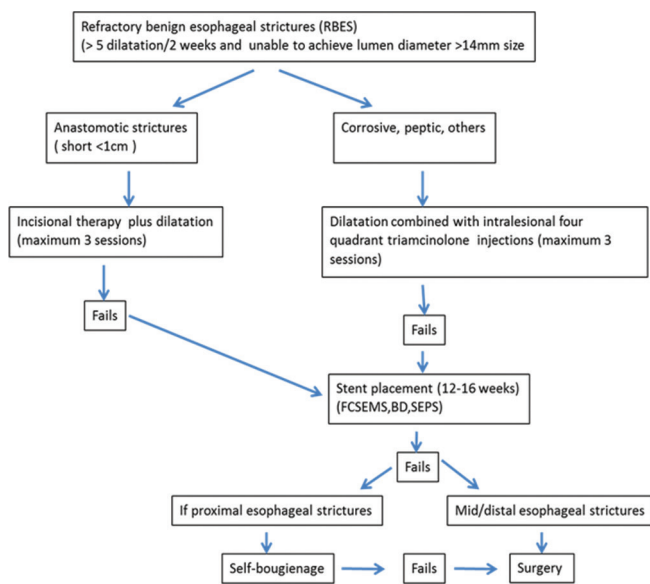 Refractory benign esophageal strictures (RBES)
(> 5 dilatation/2 weeks and unable to achieve lumen diameter >14mm size
Anastomotic strictures
( short <1cm )
Corrosive, peptic, others
Incisional therapy plus dilatation
(maximum 3 sessions)
Dilatation combined with intralesional four
quadrant triamcinolone injections (maximum 3
sessions)
Fails
Fails
Stent placement (12-16 weeks)
(FCSEMS,BD,SEPS)
Fails
If proximal esophageal strictures
Mid/distal esophageal strictures
Self-bougienage
Fails
Surgery